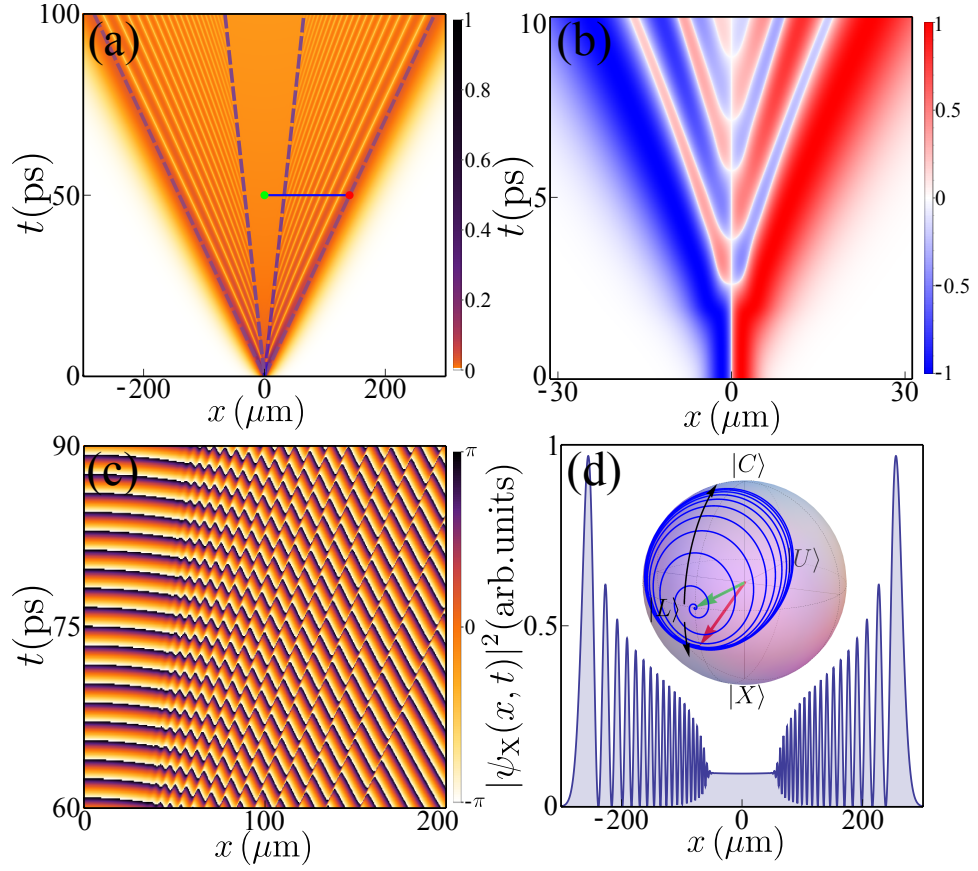 (a)
100
50
0
t(ps)
-200
0
200
x (μm)
1
0.8
0.6
0.4
0.2
0
(b)
10
5
0
t(ps)
-30
0
31
x (μm)
1
0.5
0
-0.5
-1
(c)
90
75
60
t(ps)
0
100
200
x (μm)
π
0
-π
(d)
|ψ_X(x, t)|²(arb.units)
1
0.5
0
-200
0
200
x (μm)
|C⟩
U⟩
|L⟩
|X⟩